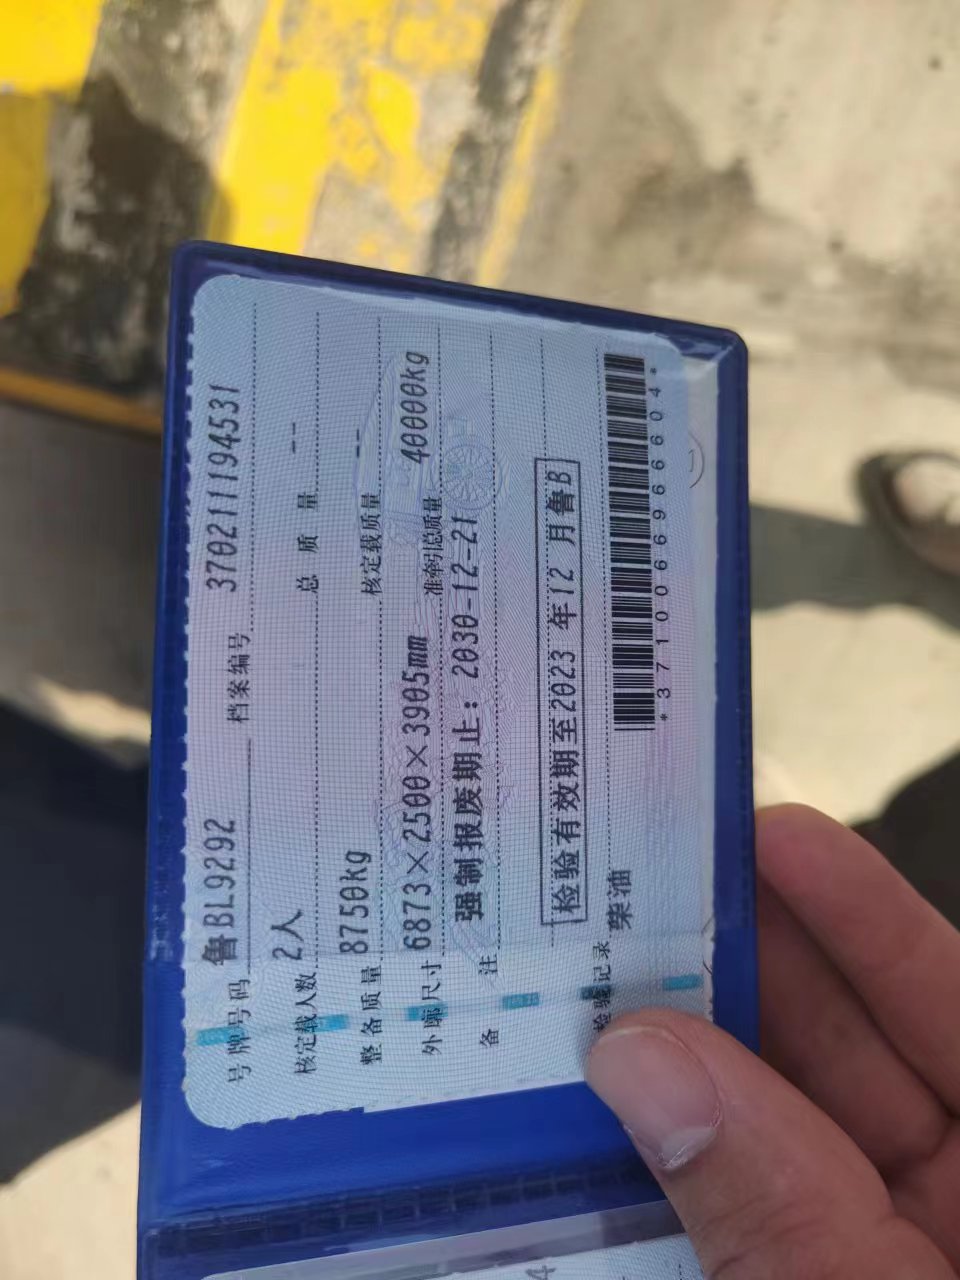 号牌号码 鲁BL9292 档案编号 370211194531
核定载人数 2人 总质量 --
整备质量 8750kg 核定载质量 --
外廓尺寸 6873×2500×3905mm 准牵引总质量 40000kg
备注 强制报废期止：2030-12-21
检验有效期至2023年12月鲁B
检验记录
柴油
*3710066966604*
4